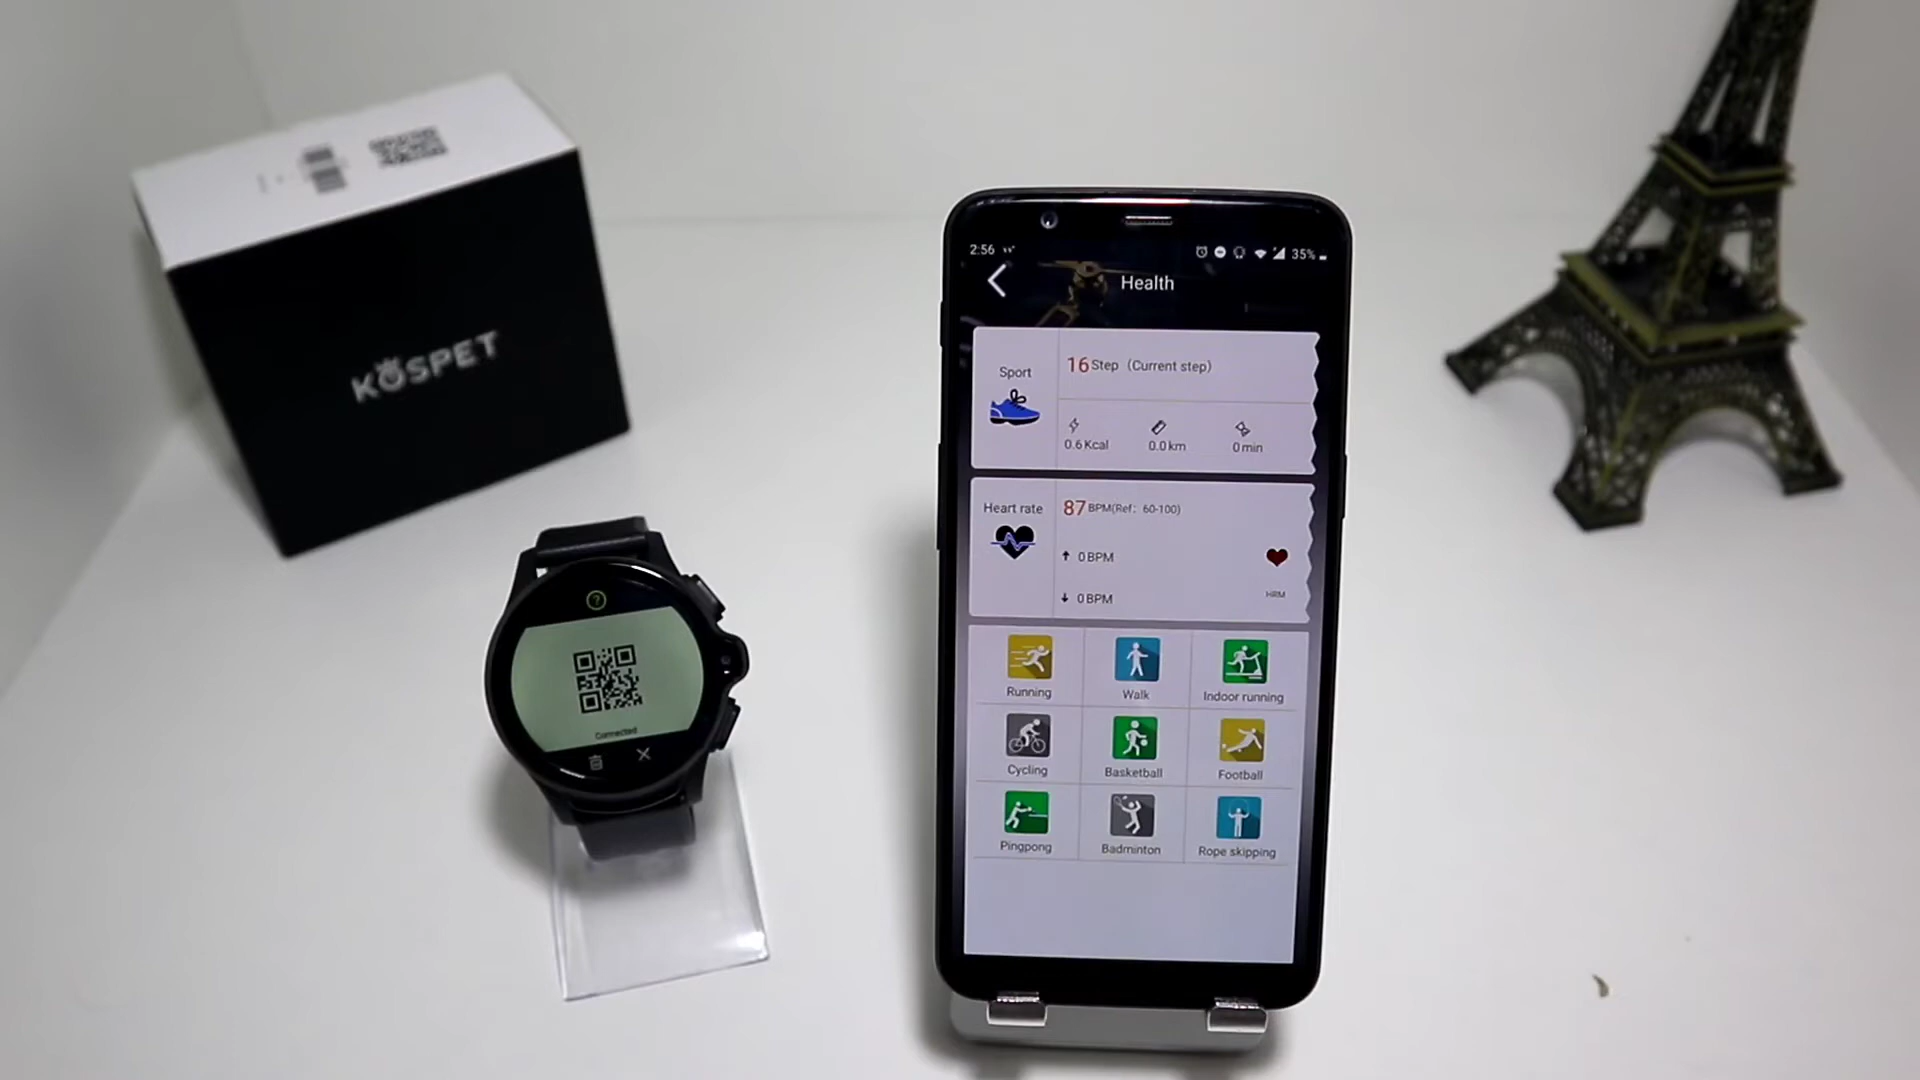 KOSPET
?
Connected
2:56
35%
Health
Sport
16 Step (Current step)
0.6 Kcal
0.0 km
0 min
Heart rate
87 BPM(Ref: 60-100)
↑ 0 BPM
↓ 0 BPM
HRM
Running
Walk
Indoor running
Cycling
Basketball
Football
Pingpong
Badminton
Rope skipping